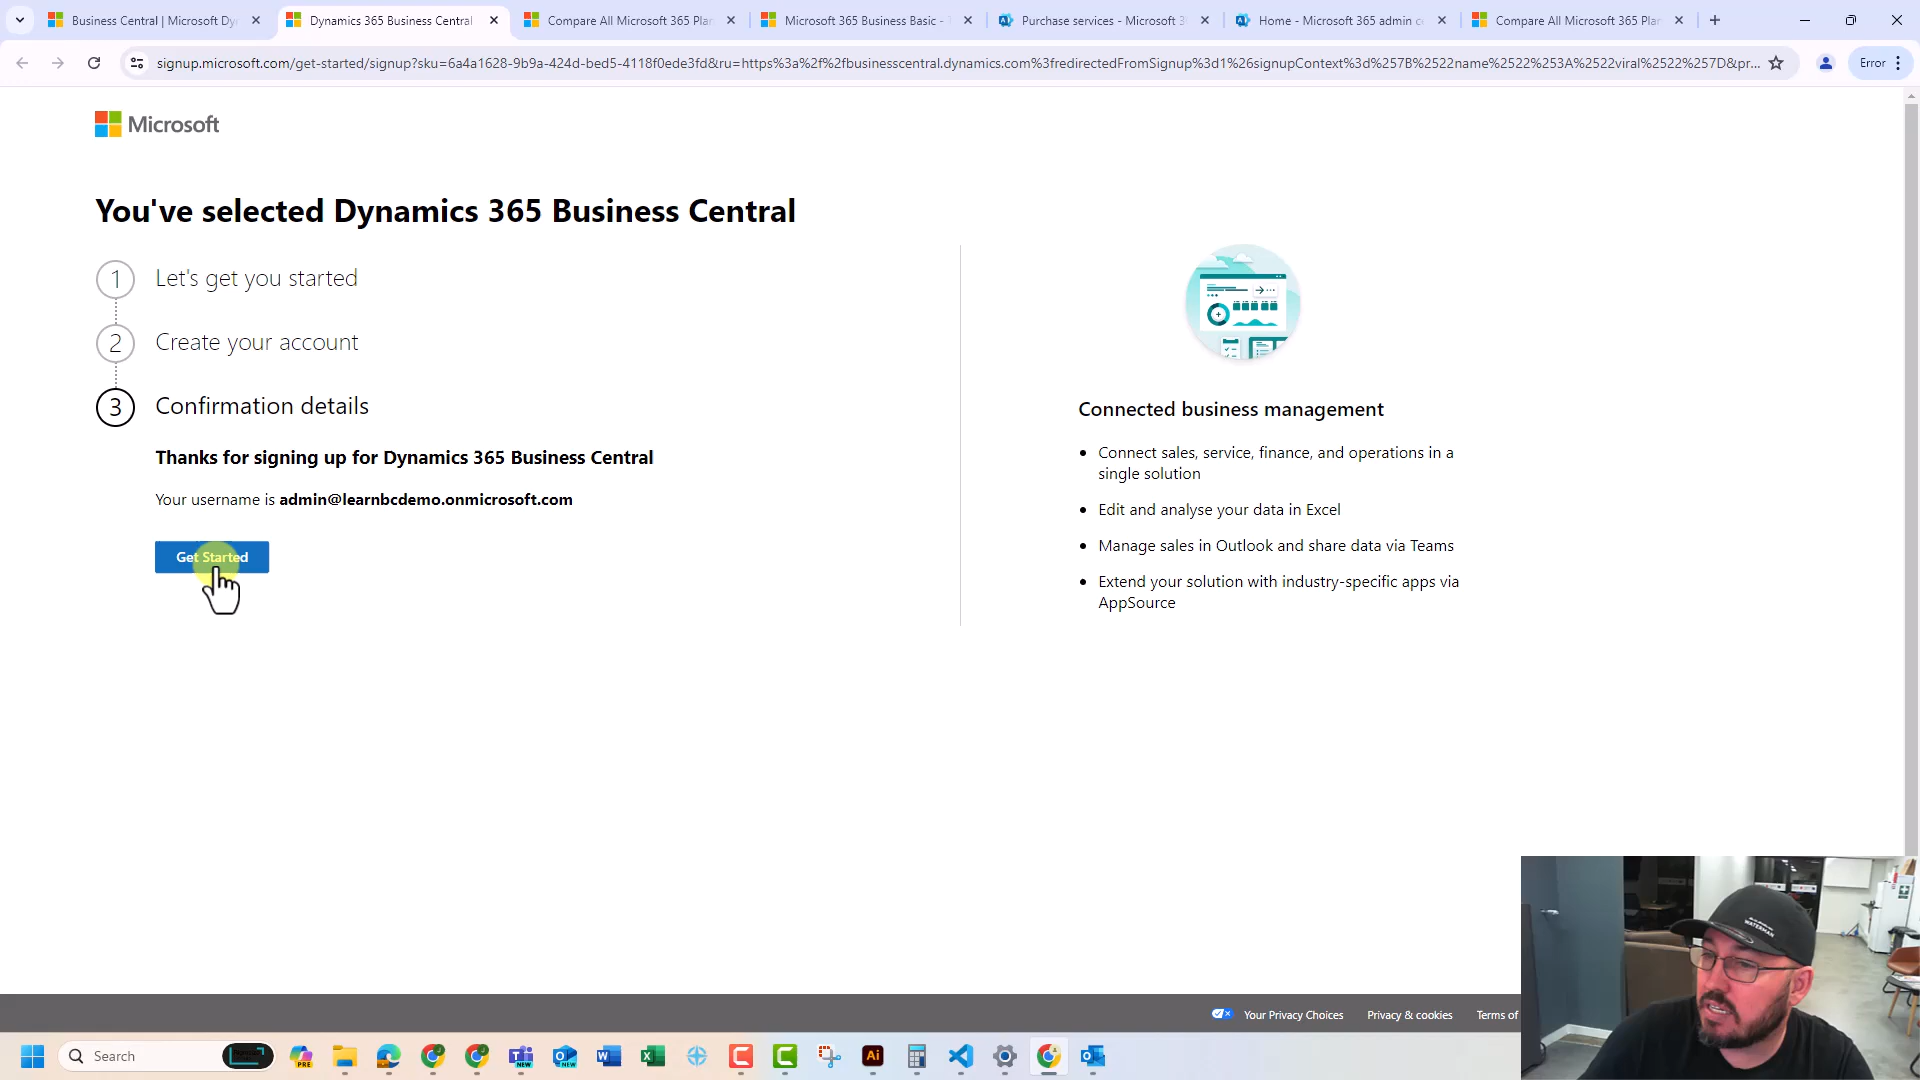 Business Central | Microsoft Dy
Dynamics 365 Business Central
Compare All Microsoft 365 Plan
Microsoft 365 Business Basic -
Purchase services - Microsoft 3
Home - Microsoft 365 admin ce
Compare All Microsoft 365 Plan
signup.microsoft.com/get-started/signup?sku=6a4a1628-9b9a-424d-bed5-4118f0ede3fd&ru=https%3a%2f%2fbusinesscentral.dynamics.com%3fredirectedFromSignup%3d1%26signupContext%3d%257B%2522name%2522%253A%2522viral%2522%257D&pr...
Error
Microsoft
You've selected Dynamics 365 Business Central
1 Let's get you started
2 Create your account
3 Confirmation details
Thanks for signing up for Dynamics 365 Business Central
Your username is admin@learnbcdemo.onmicrosoft.com
Get Started
Connected business management
• Connect sales, service, finance, and operations in a
single solution
• Edit and analyse your data in Excel
• Manage sales in Outlook and share data via Teams
• Extend your solution with industry-specific apps via
AppSource
WATERMAN
Your Privacy Choices
Privacy & cookies
Terms of
Search
PRE
NEW
NEW
Ai